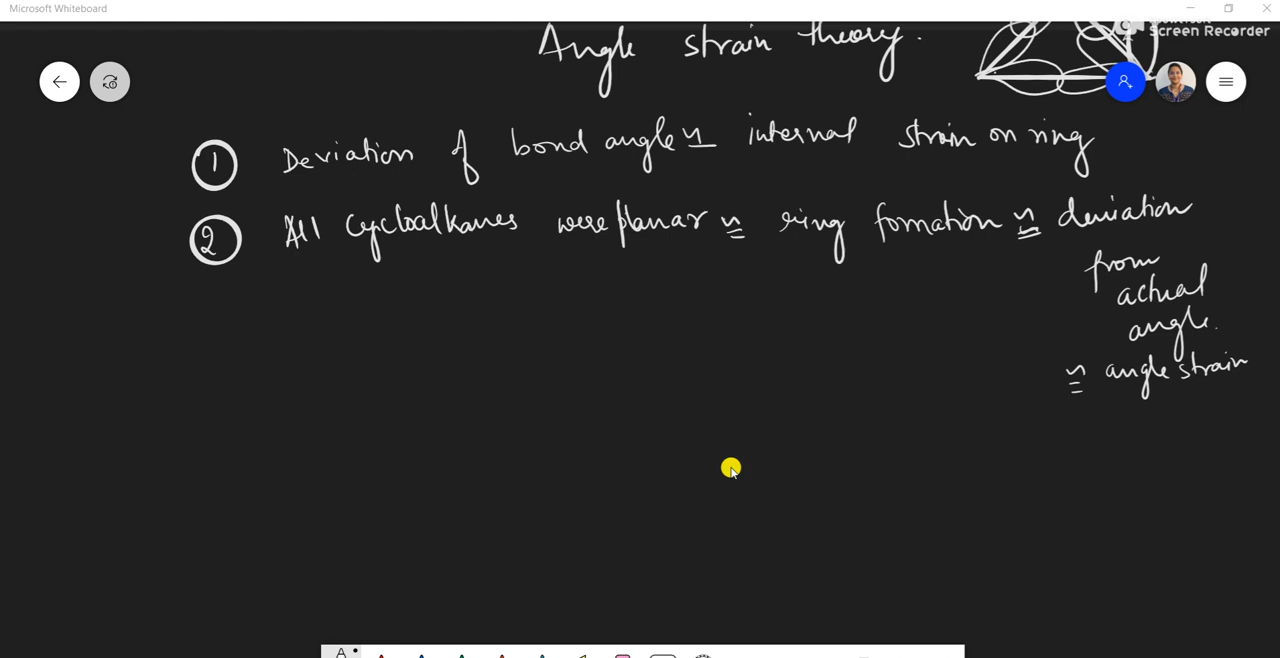 Microsoft Whiteboard
Screen Recorder
Angle strain theory.
1 Deviation of bond angle ≌ internal strain on ring
2 All cycloalkanes were planar ≌ ring formation ≌ deviation
from
actual
angle.
≌ angle strain
A